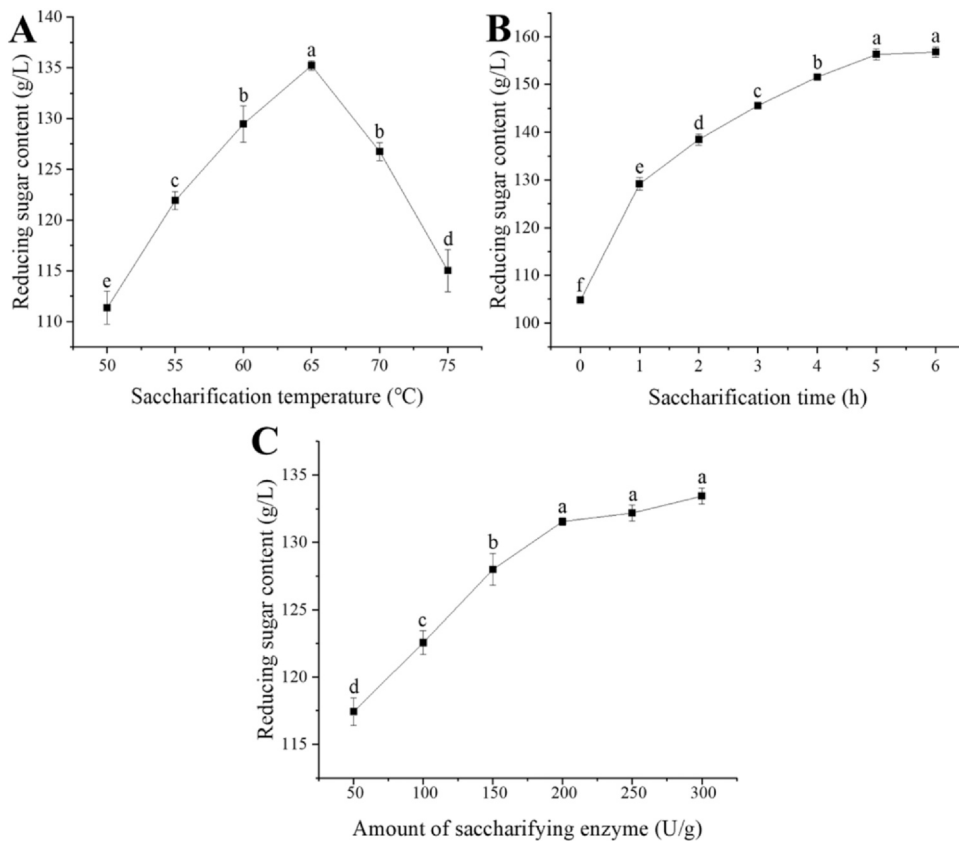 A
Reducing sugar content (g/L)
140
135
130
125
120
115
110
e
c
b
a
b
d
50 55 60 65 70 75
Saccharification temperature (°C)
B
Reducing sugar content (g/L)
160
150
140
130
120
110
100
f
e
d
c
b
a
a
0 1 2 3 4 5 6
Saccharification time (h)
C
Reducing sugar content (g/L)
135
130
125
120
115
d
c
b
a
a
a
50 100 150 200 250 300
Amount of saccharifying enzyme (U/g)